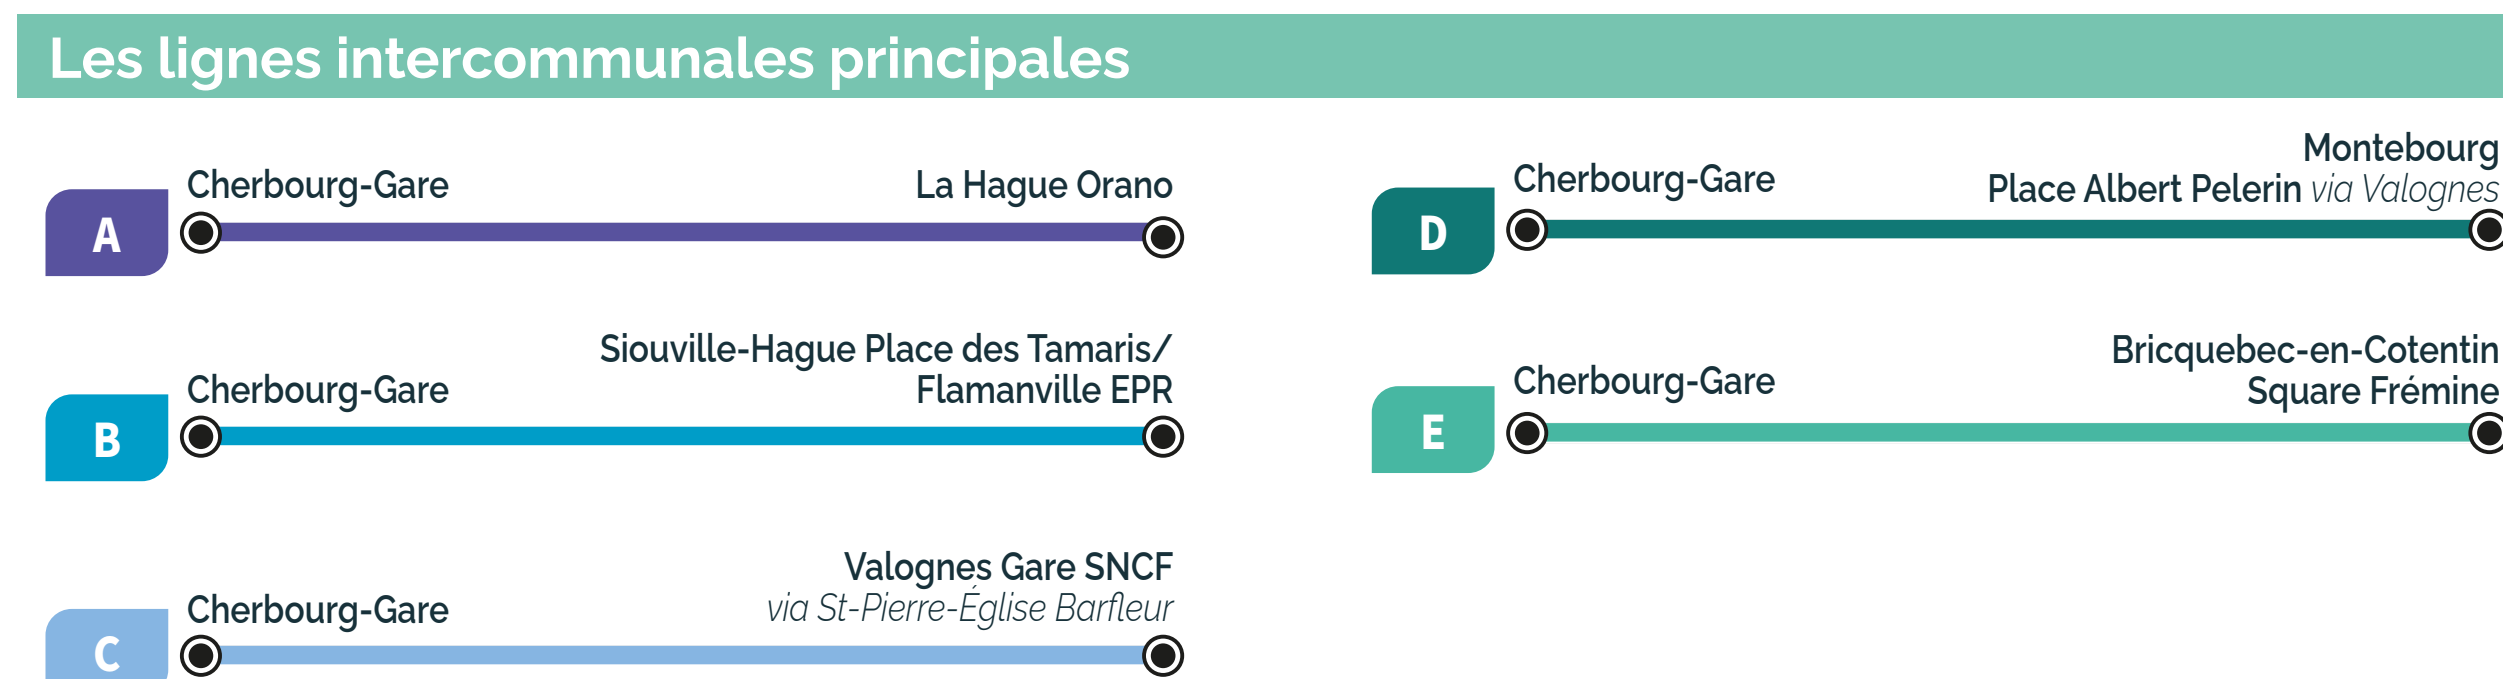 Les lignes intercommunales principales
A
Cherbourg-Gare
La Hague Orano
B
Cherbourg-Gare
Siouville-Hague Place des Tamaris/
Flamanville EPR
C
Cherbourg-Gare
Valognes Gare SNCF
via St-Pierre-Église Barfleur
D
Cherbourg-Gare
Montebourg
Place Albert Pelerin via Valognes
E
Cherbourg-Gare
Bricquebec-en-Cotentin
Square Frémine